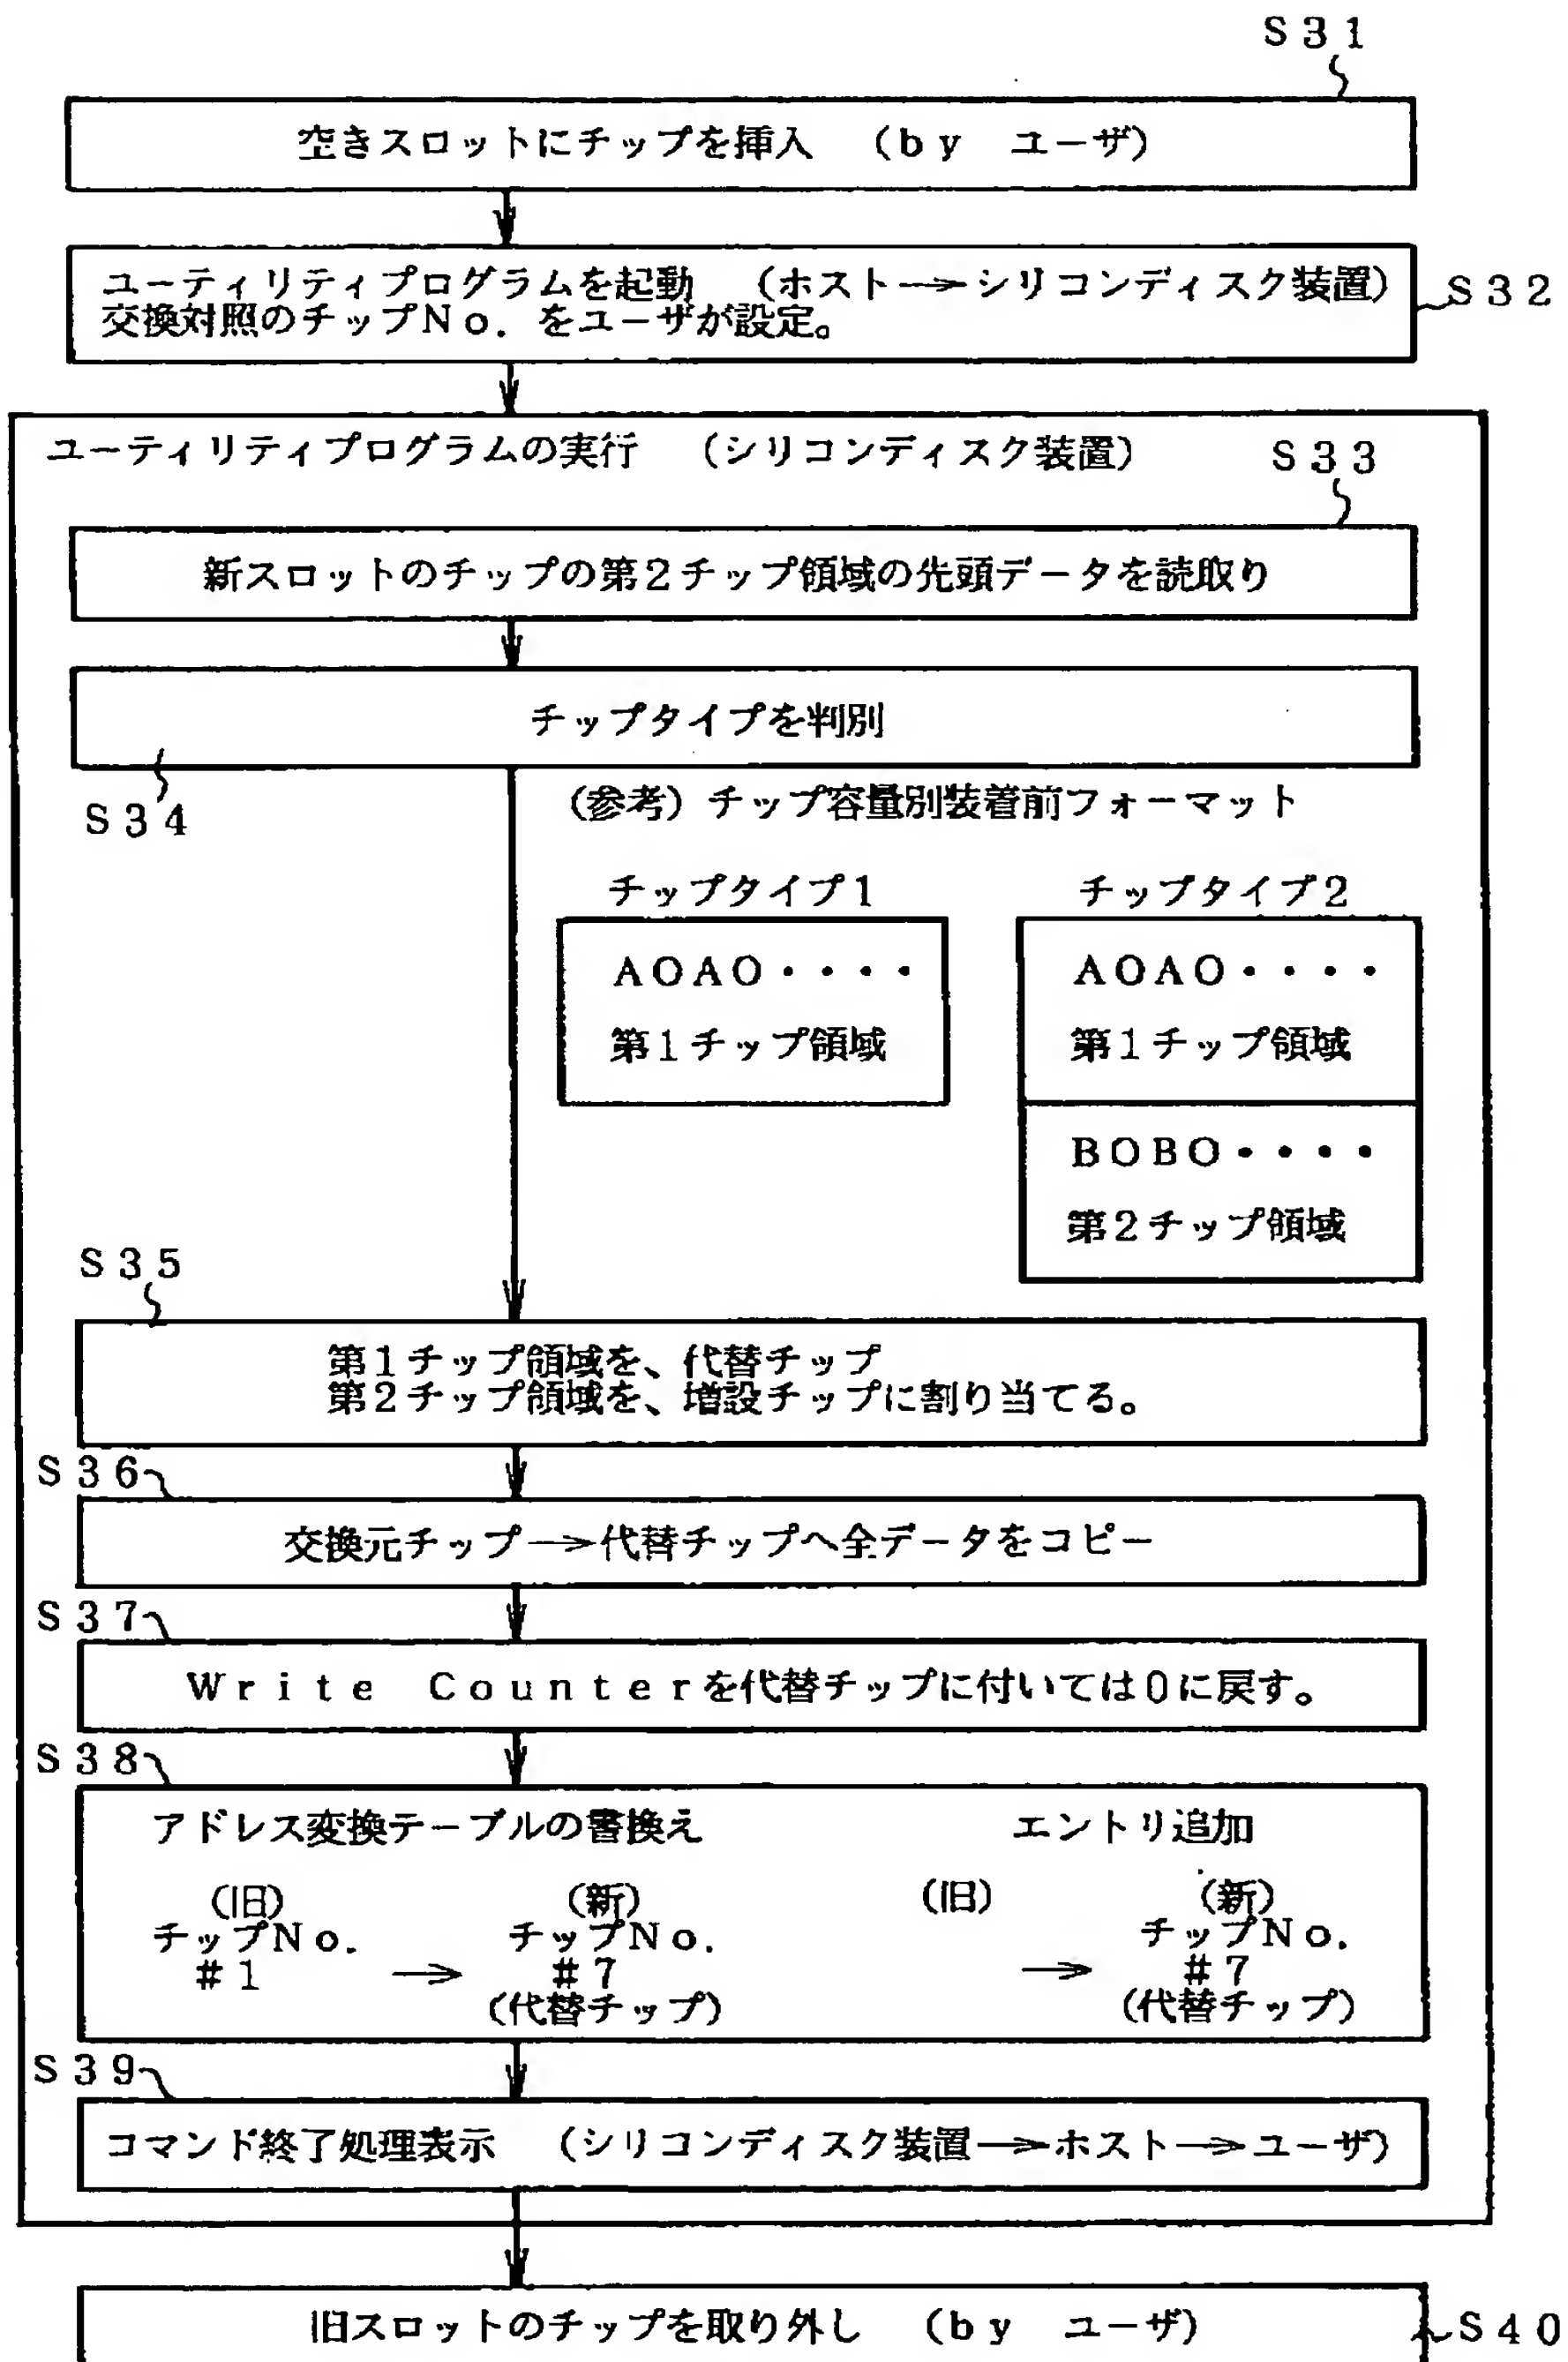 S31
空きスロットにチップを挿入 (by ユーザ)
ユーティリティプログラムを起動 (ホスト→シリコンディスク装置)
交換対照のチップNo. をユーザが設定。
S32
ユーティリティプログラムの実行 (シリコンディスク装置)
S33
新スロットのチップの第2チップ領域の先頭データを読取り
チップタイプを判別
S34
(参考) チップ容量別装着前フォーマット
チップタイプ1
チップタイプ2
A0A0・・・・
第1チップ領域
A0A0・・・・
第1チップ領域
B0B0・・・・
第2チップ領域
S35
第1チップ領域を、代替チップ
第2チップ領域を、増設チップに割り当てる。
S36
交換元チップ→代替チップへ全データをコピー
S37
Write Counterを代替チップに付いては0に戻す。
S38
アドレス変換テーブルの書換え
エントリ追加
(旧)
(新)
(旧)
(新)
チップNo.
チップNo.
チップNo.
#1 → #7
→ #7
(代替チップ)
(代替チップ)
S39
コマンド終了処理表示 (シリコンディスク装置→ホスト→ユーザ)
旧スロットのチップを取り外し (by ユーザ)
S40